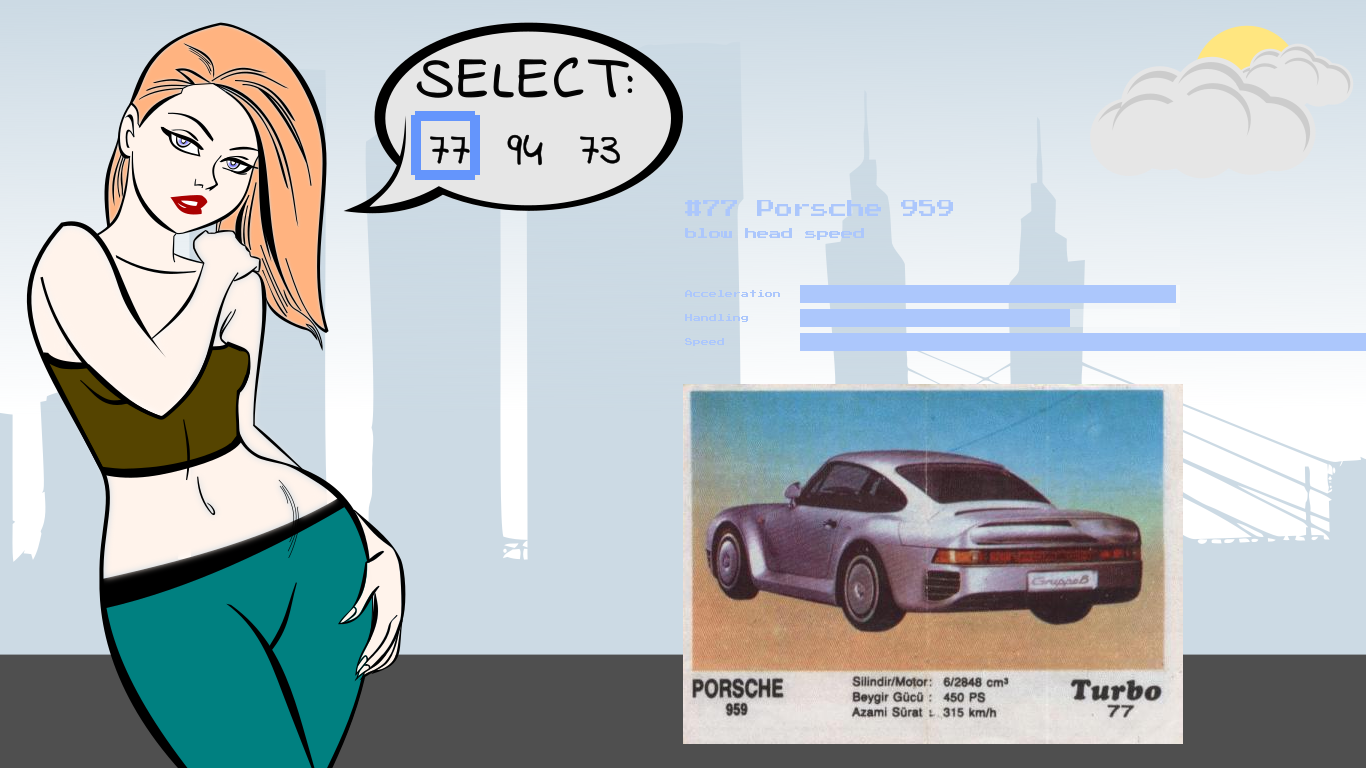 SELECT:
77 94 73
#77 Porsche 959
blow head speed
Acceleration
Handling
Speed
GruppeB
PORSCHE
959
Silindir/Motor: 6/2848 cm³
Beygir Gücü : 450 PS
Azami Sürat : 315 km/h
Turbo
77